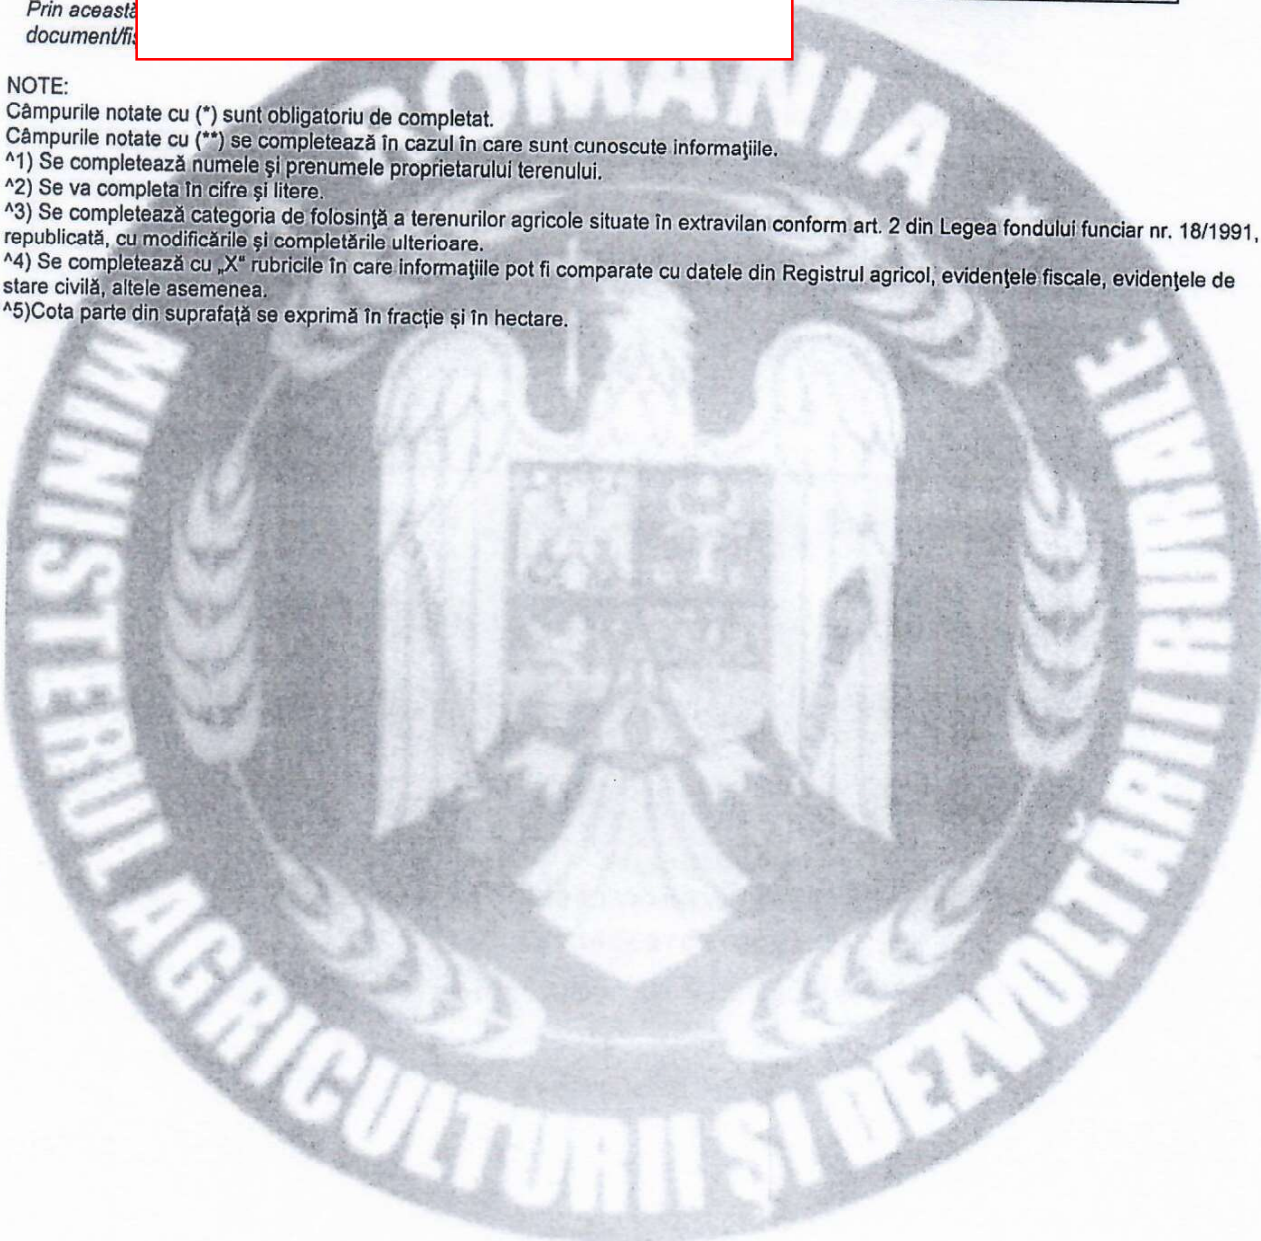 Prin această
NOTE:
Câmpurile notate cu (*) sunt obligatoriu de completat.
Câmpurile notate cu (**) se completează în cazul în care sunt cunoscute informaţiile.
^1) Se completează numele şi prenumele proprietarului terenului.
^2) Se va completa în cifre şi litere.
^3) Se completează categoria de folosinţă a terenurilor agricole situate în extravilan conform art. 2 din Legea fondului funciar nr. 18/1991,
republicată, cu modificările şi completările ulterioare.
^4) Se completează cu „X“ rubricile în care informaţiile pot fi comparate cu datele din Registrul agricol, evidenţele fiscale, evidenţele de
stare civilă, altele asemenea.
^5)Cota parte din suprafaţă se exprimă în fracţie şi în hectare.
ROMANIA
MINISTERUL AGRICULTURII ŞI DEZVOLTĂRII RURALE